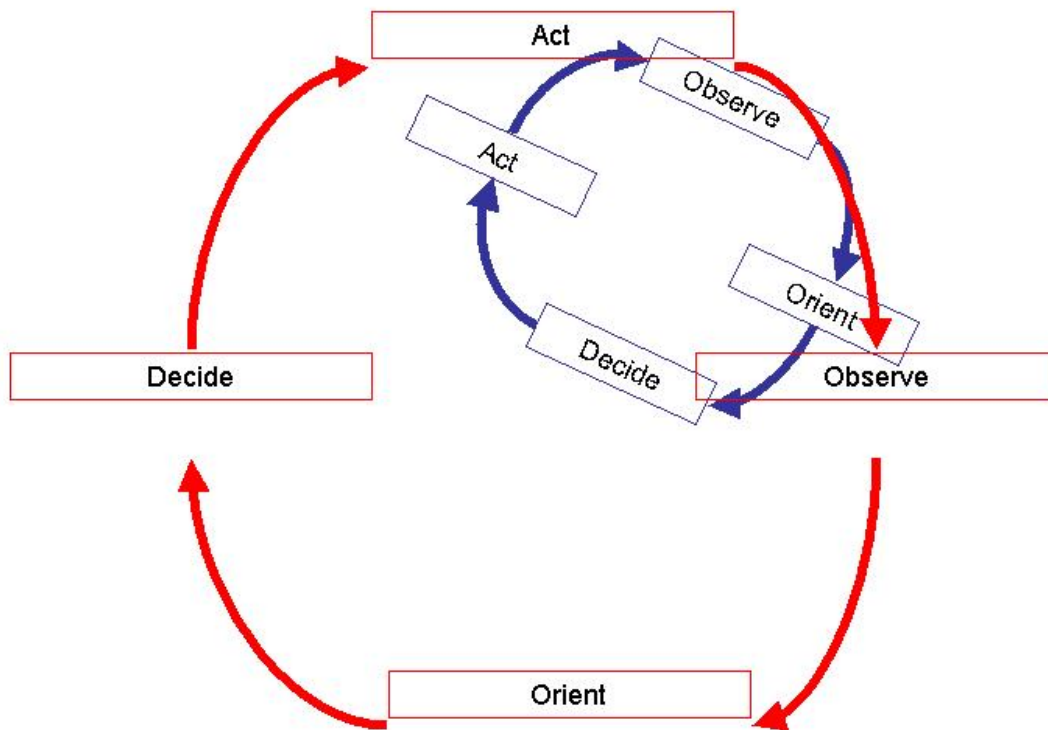 Act
Observe
Act
Orient
Decide
Decide
Observe
Orient